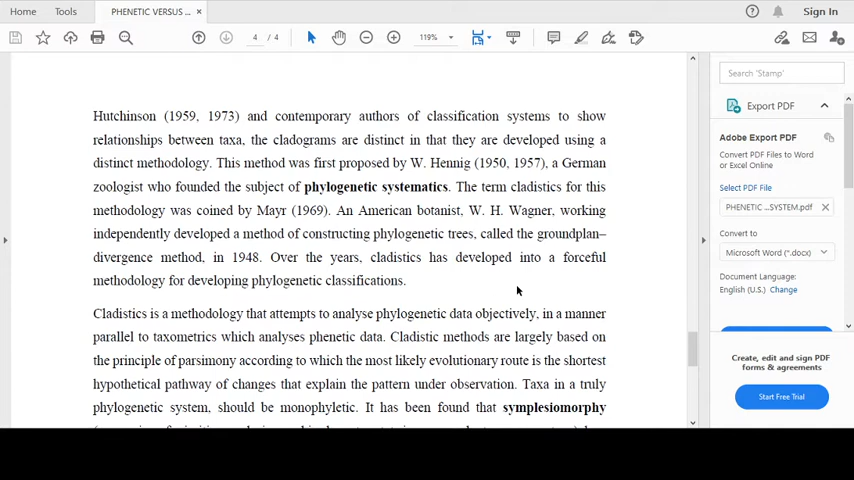 Home
Tools
PHENETIC VERSUS ... ×
Sign In
4 / 4
119%
Hutchinson (1959, 1973) and contemporary authors of classification systems to show
relationships between taxa, the cladograms are distinct in that they are developed using a
distinct methodology. This method was first proposed by W. Hennig (1950, 1957), a German
zoologist who founded the subject of phylogenetic systematics. The term cladistics for this
methodology was coined by Mayr (1969). An American botanist, W. H. Wagner, working
independently developed a method of constructing phylogenetic trees, called the groundplan–
divergence method, in 1948. Over the years, cladistics has developed into a forceful
methodology for developing phylogenetic classifications.
Cladistics is a methodology that attempts to analyse phylogenetic data objectively, in a manner
parallel to taxometrics which analyses phenetic data. Cladistic methods are largely based on
the principle of parsimony according to which the most likely evolutionary route is the shortest
hypothetical pathway of changes that explain the pattern under observation. Taxa in a truly
phylogenetic system, should be monophyletic. It has been found that symplesiomorphy
Search 'Stamp'
Export PDF
Adobe Export PDF
Convert PDF Files to Word
or Excel Online
Select PDF File
PHENETIC ...SYSTEM.pdf ×
Convert to
Microsoft Word (*.docx)
Document Language:
English (U.S.) Change
Create, edit and sign PDF
forms & agreements
Start Free Trial